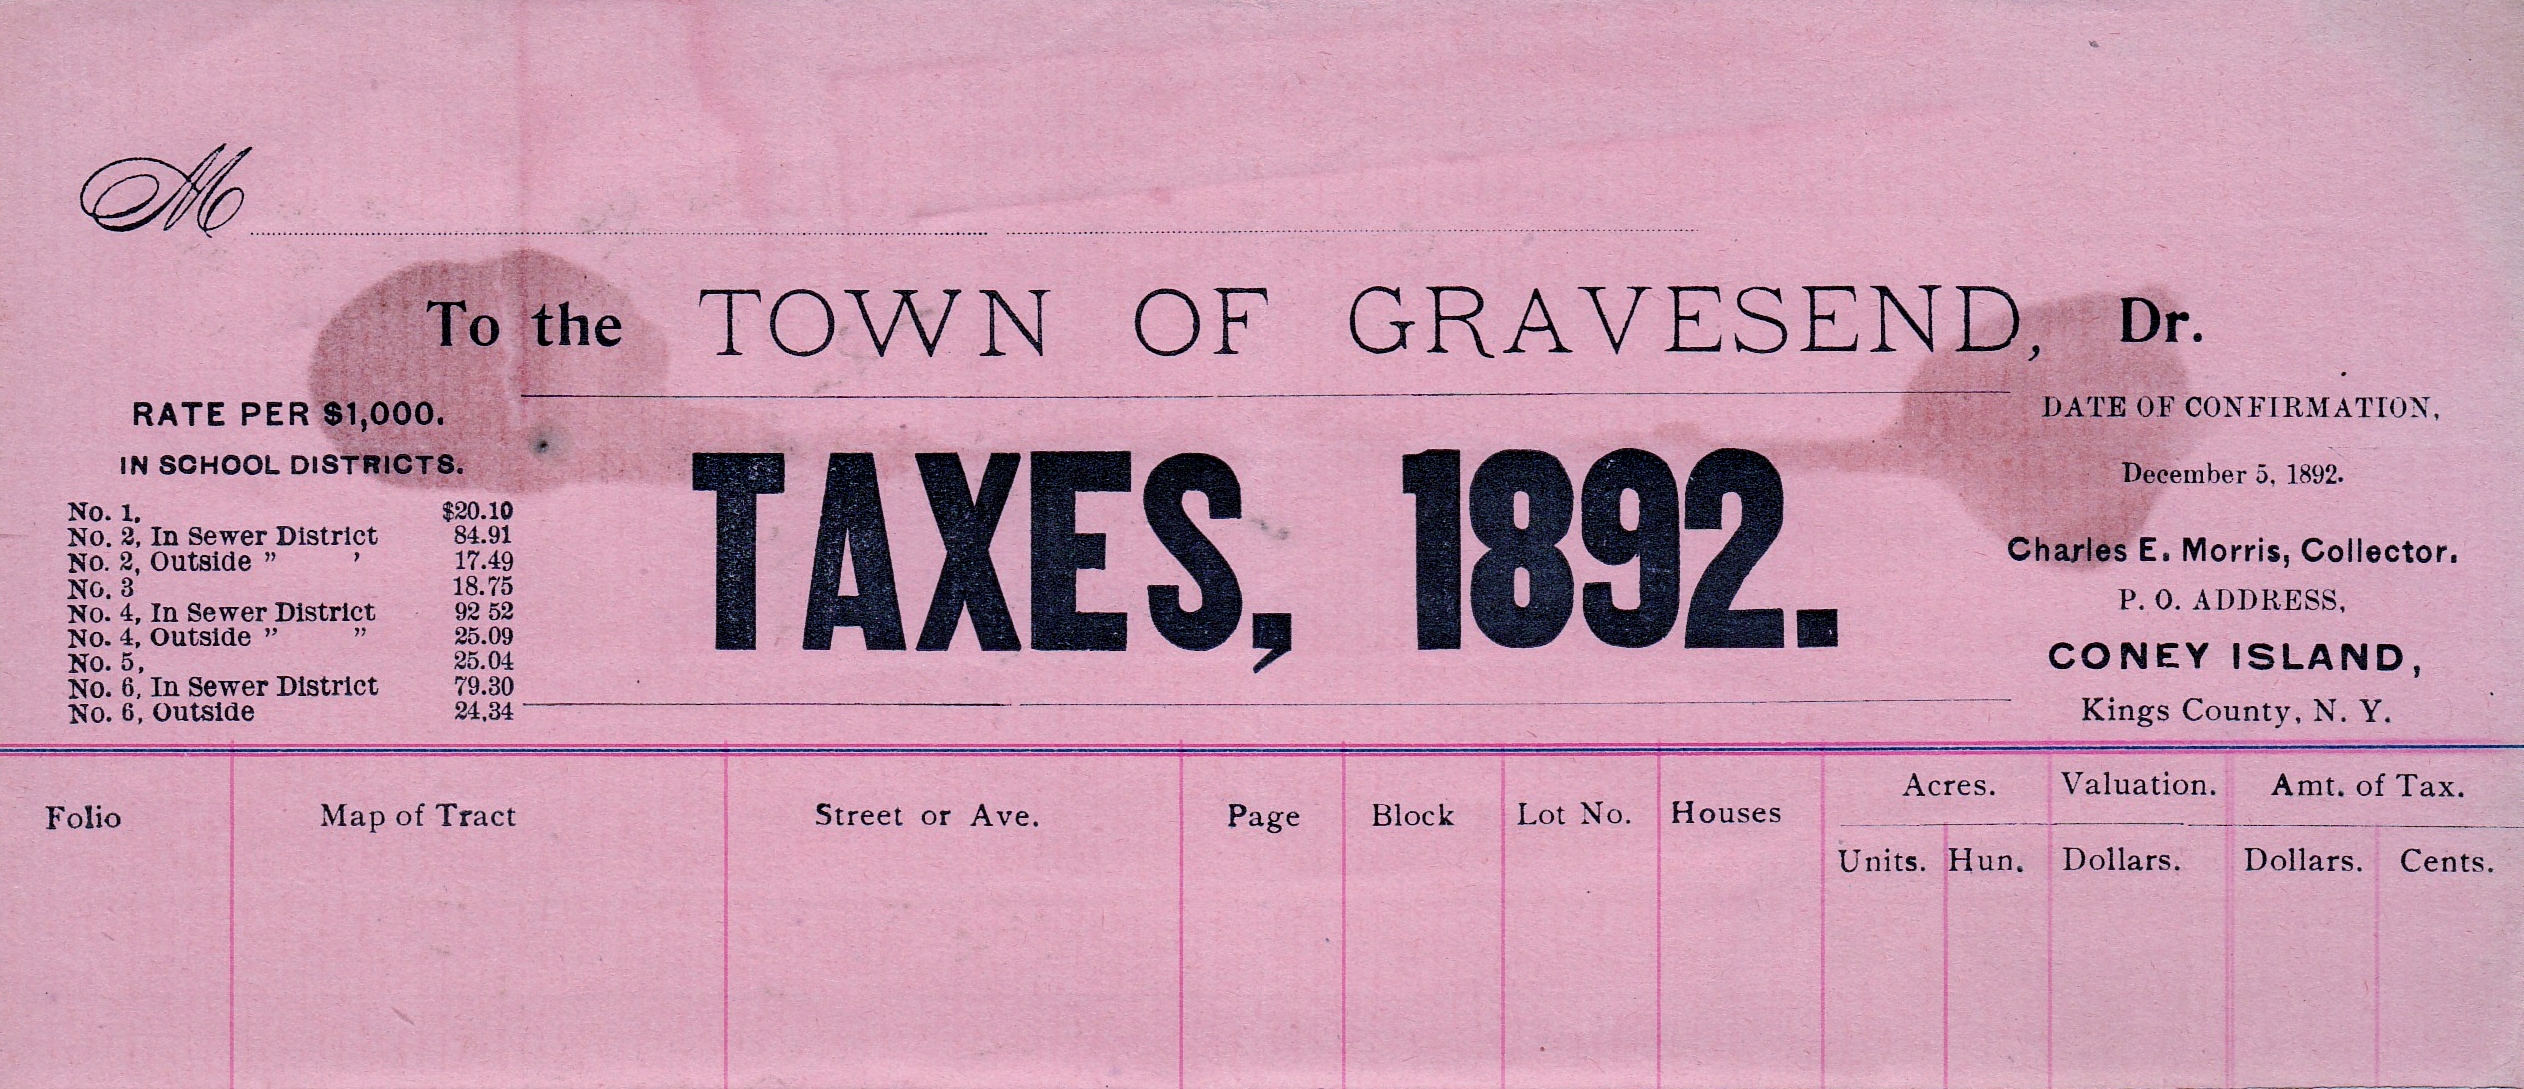 M
To the TOWN OF GRAVESEND, Dr.
RATE PER $1,000.
IN SCHOOL DISTRICTS.
No. 1, $20.10
No. 2, In Sewer District 84.91
No. 2, Outside " ' 17.49
No. 3 18.75
No. 4, In Sewer District 92 52
No. 4, Outside " " 25.09
No. 5, 25.04
No. 6, In Sewer District 79.30
No. 6, Outside 24,34
TAXES, 1892.
DATE OF CONFIRMATION,
December 5, 1892.
Charles E. Morris, Collector.
P. O. ADDRESS,
CONEY ISLAND,
Kings County, N. Y.
Folio Map of Tract Street or Ave. Page Block Lot No. Houses Acres. Valuation. Amt. of Tax.
Units. Hun. Dollars. Dollars. Cents.